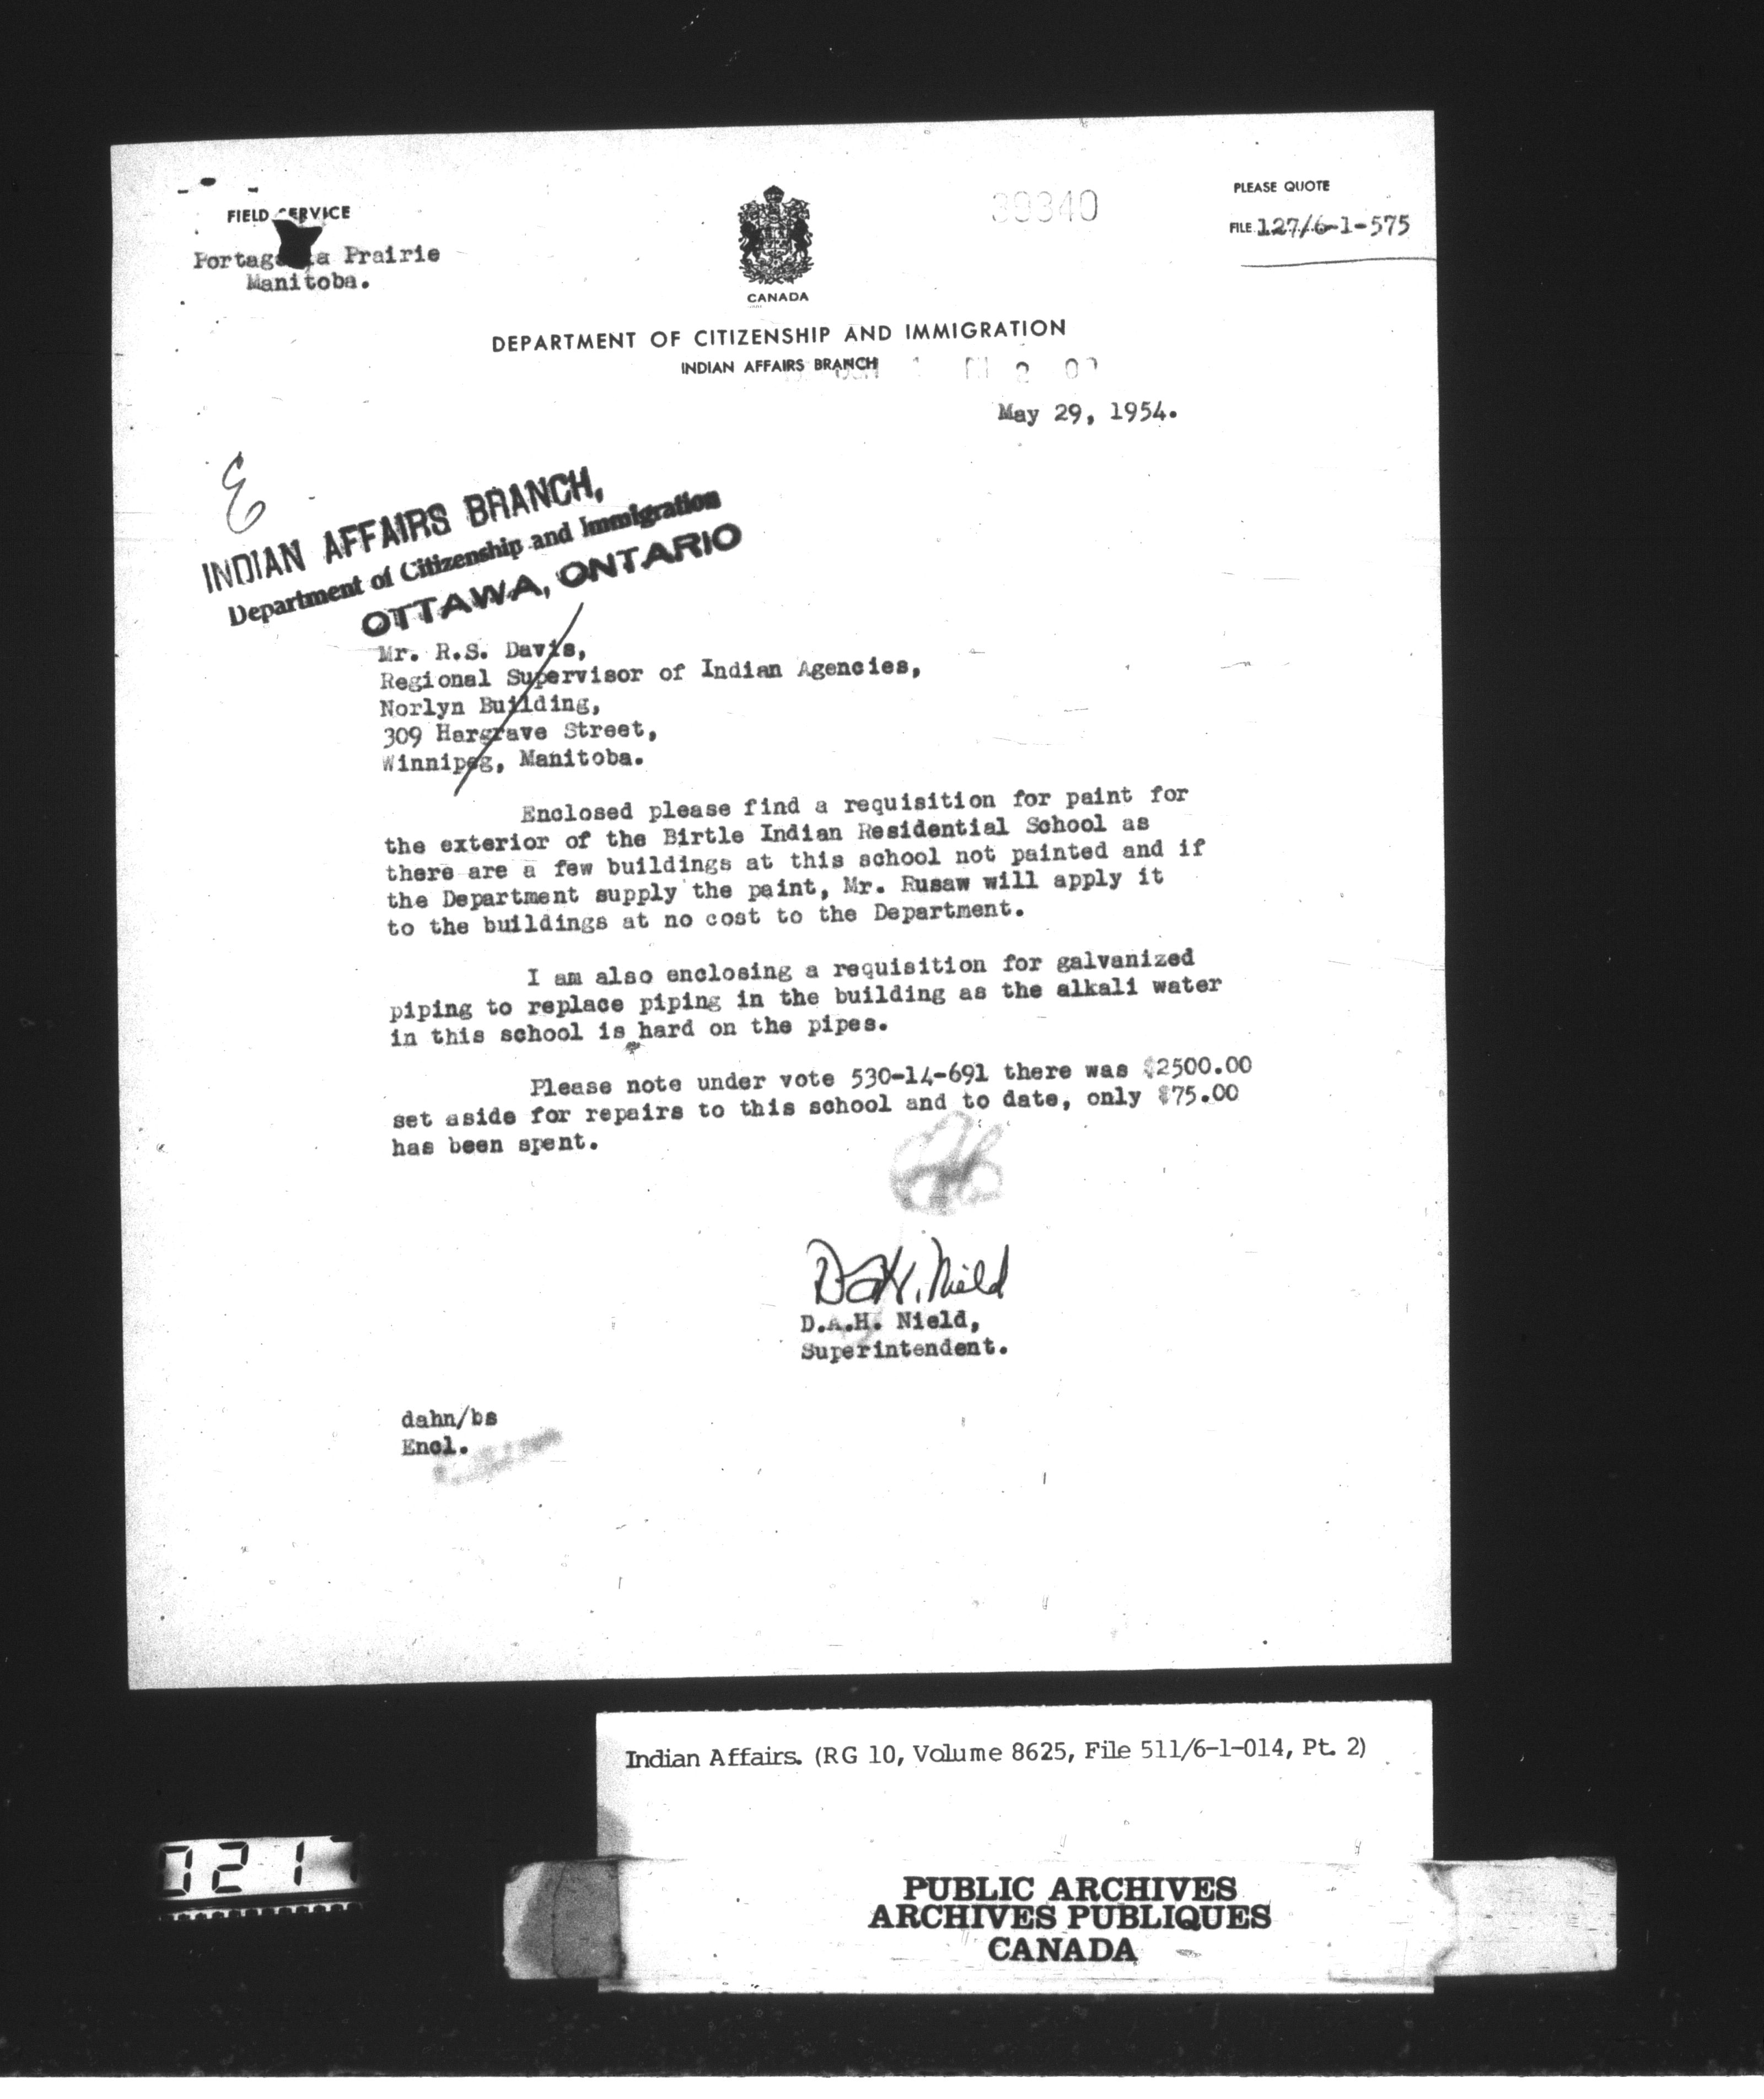 FIELD SERVICE
Portage la Prairie
Manitoba.
CANADA
39340
PLEASE QUOTE
FILE 127/6-1-575
DEPARTMENT OF CITIZENSHIP AND IMMIGRATION
INDIAN AFFAIRS BRANCH
May 29, 1954.
INDIAN AFFAIRS BRANCH,
Department of Citizenship and Immigration
OTTAWA, ONTARIO
Mr. R.S. Davis,
Regional Supervisor of Indian Agencies,
Norlyn Building,
309 Hargrave Street,
Winnipeg, Manitoba.
Enclosed please find a requisition for paint for
the exterior of the Birtle Indian Residential School as
there are a few buildings at this school not painted and if
the Department supply the paint, Mr. Rusaw will apply it
to the buildings at no cost to the Department.
I am also enclosing a requisition for galvanized
piping to replace piping in the building as the alkali water
in this school is hard on the pipes.
Please note under vote 530-14-691 there was $2500.00
set aside for repairs to this school and to date, only $75.00
has been spent.
D.A.H. Nield
D.A.H. Nield,
Superintendent.
dahn/bs
Encl.
Indian Affairs. (RG 10, Volume 8625, File 511/6-1-014, Pt. 2)
021
PUBLIC ARCHIVES
ARCHIVES PUBLIQUES
CANADA